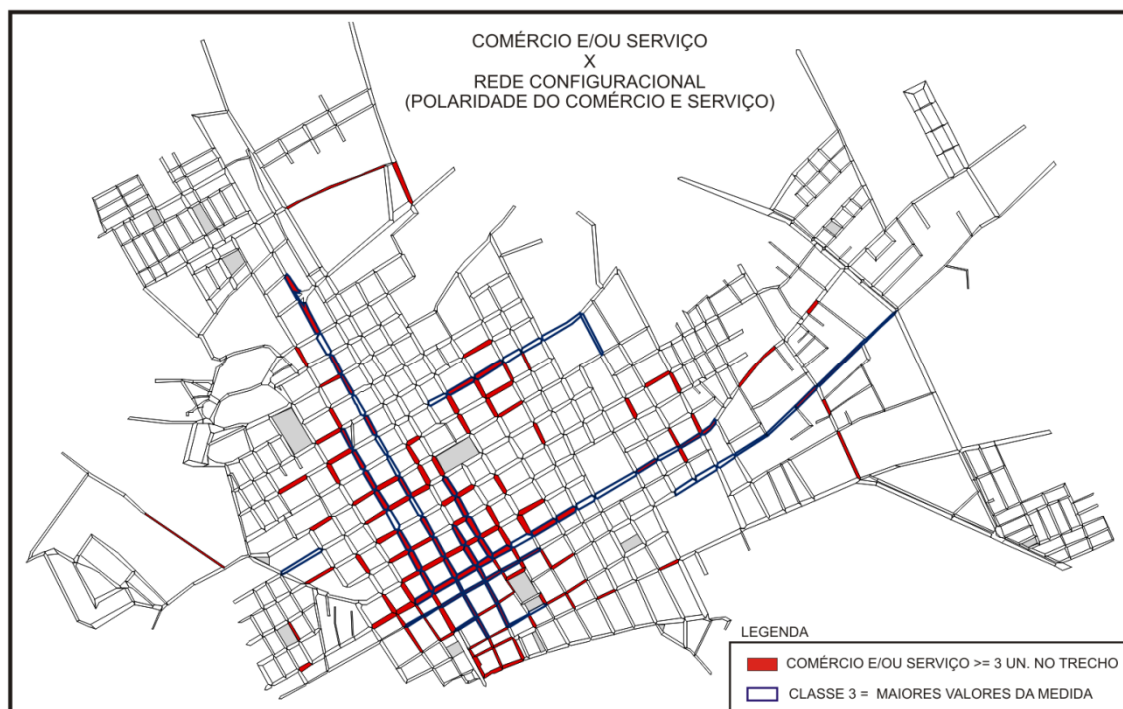 COMÉRCIO E/OU SERVIÇO
X
REDE CONFIGURACIONAL
(POLARIDADE DO COMÉRCIO E SERVIÇO)
LEGENDA
COMÉRCIO E/OU SERVIÇO >= 3 UN. NO TRECHO
CLASSE 3 = MAIORES VALORES DA MEDIDA